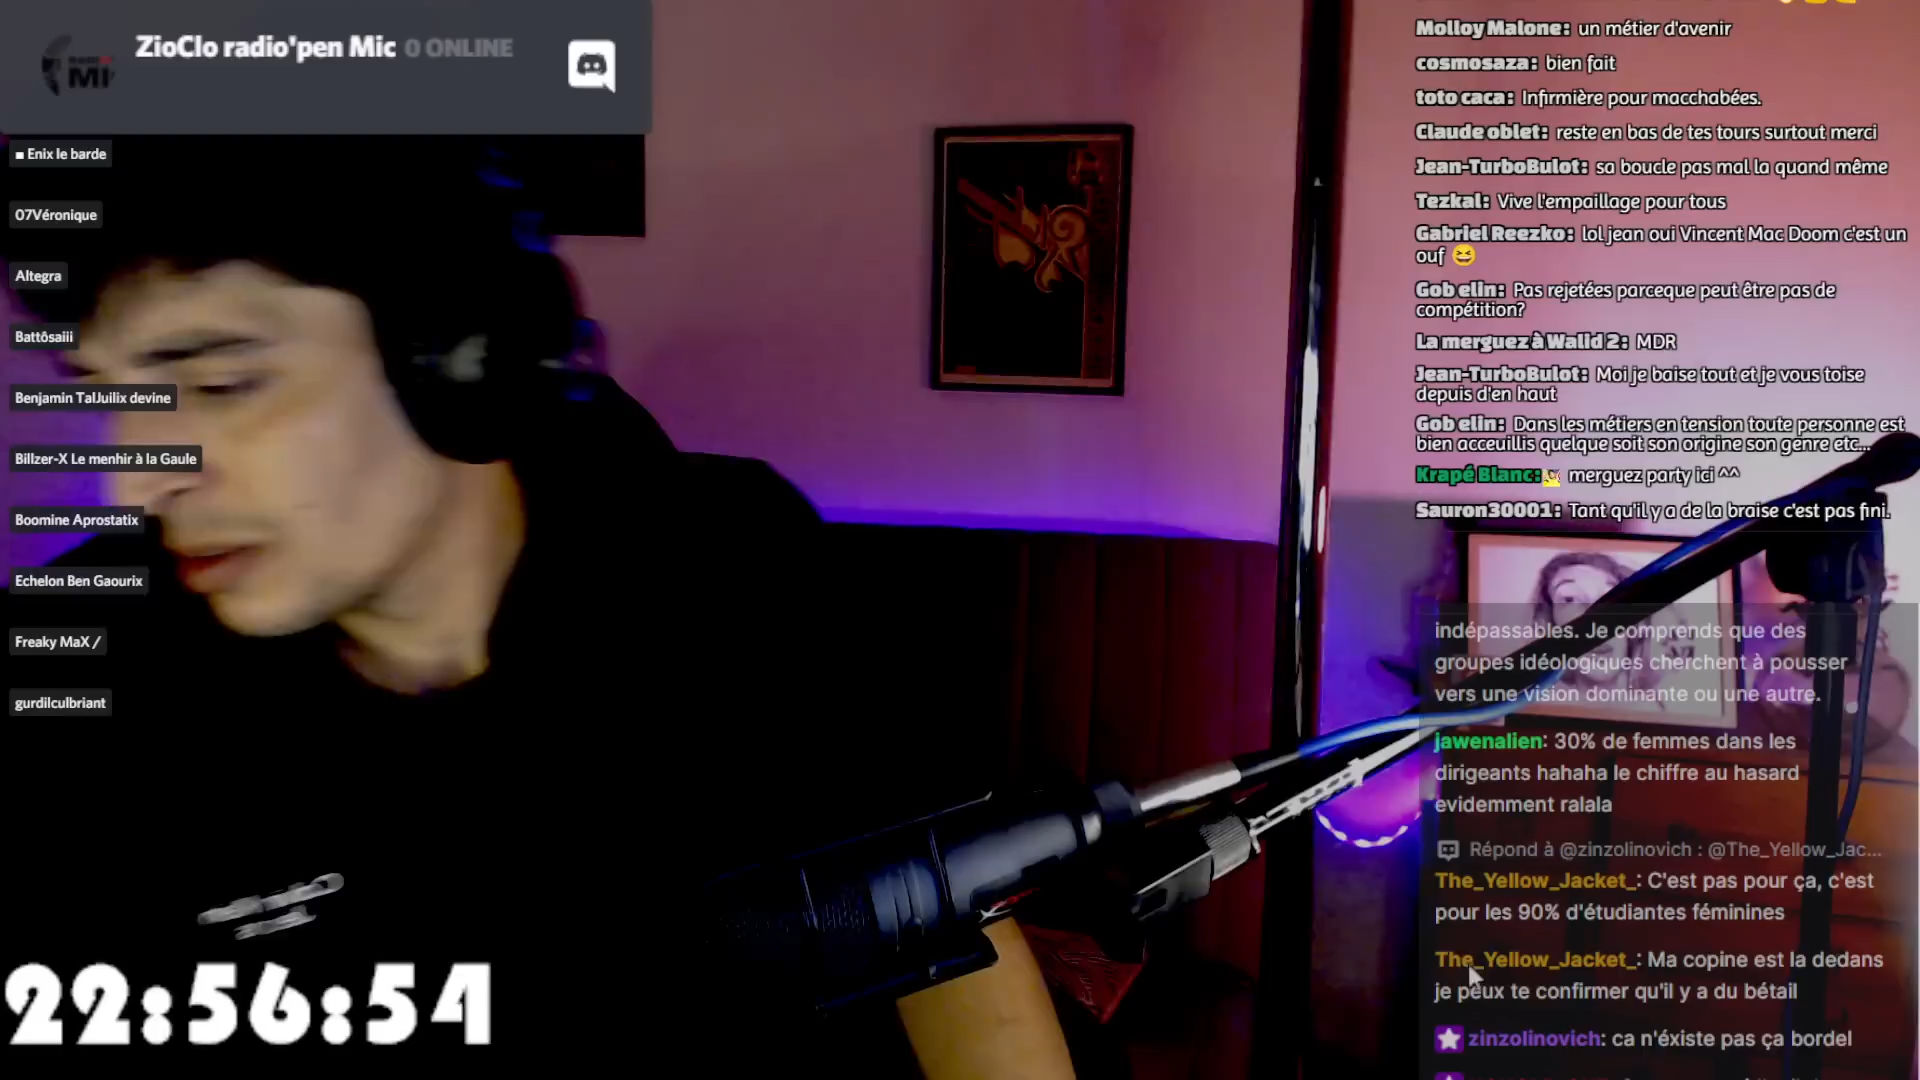 ZioClo radio'pen Mic 0 ONLINE
MI
Enix le barde
07Véronique
Altegra
Battôsaiii
Benjamin TalJuilix devine
Billzer-X Le menhir à la Gaule
Boomine Aprostatix
Echelon Ben Gaourix
Freaky MaX /
gurdilculbriant
22:56:54
Molloy Malone: un métier d'avenir
cosmosaza: bien fait
toto caca: Infirmière pour macchabées.
Claude oblet: reste en bas de tes tours surtout merci
Jean-TurboBulot: sa boucle pas mal la quand même
Tezkal: Vive l'empaillage pour tous
Gabriel Reezko: lol jean oui Vincent Mac Doom c'est un
ouf 😆
Gob elin: Pas rejetées parceque peut être pas de
compétition?
La merguez à Walid 2: MDR
Jean-TurboBulot: Moi je baise tout et je vous toise
depuis d'en haut
Gob elin: Dans les métiers en tension toute personne est
bien acceuillis quelque soit son origine son genre etc...
Krapé Blanc: merguez party ici ^^
Sauron30001: Tant qu'il y a de la braise c'est pas fini.
indépassables. Je comprends que des
groupes idéologiques cherchent à pousser
vers une vision dominante ou une autre.
jawenalien: 30% de femmes dans les
dirigeants hahaha le chiffre au hasard
evidemment ralala
Répond à @zinzolinovich : @The_Yellow_Jac...
The_Yellow_Jacket_: C'est pas pour ça, c'est
pour les 90% d'étudiantes féminines
The_Yellow_Jacket_: Ma copine est la dedans
je peux te confirmer qu'il y a du bétail
zinzolinovich: ca n'éxiste pas ça bordel